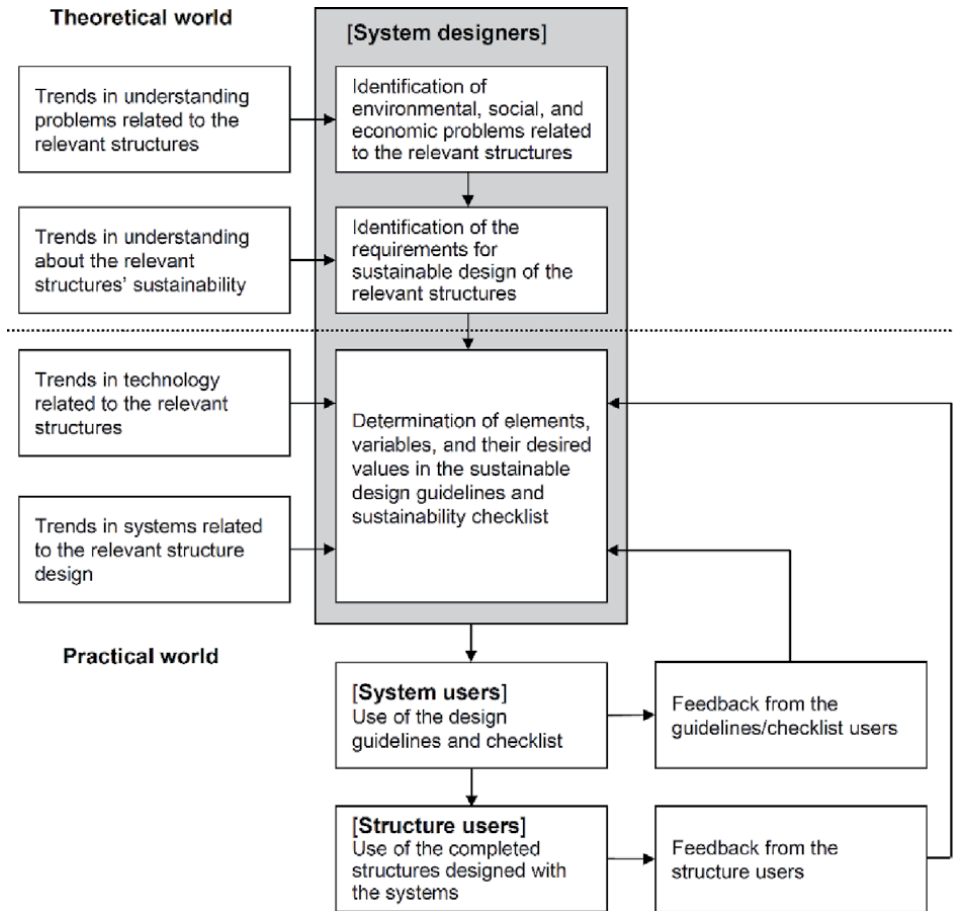 Theoretical world
[System designers]
Trends in understanding
problems related to the
relevant structures
Identification of
environmental, social, and
economic problems related
to the relevant structures
Trends in understanding
about the relevant
structures’ sustainability
Identification of the
requirements for
sustainable design of the
relevant structures
Trends in technology
related to the relevant
structures
Determination of elements,
variables, and their desired
values in the sustainable
design guidelines and
sustainability checklist
Trends in systems related
to the relevant structure
design
Practical world
[System users]
Use of the design
guidelines and checklist
Feedback from the
guidelines/checklist users
[Structure users]
Use of the completed
structures designed with
the systems
Feedback from the
structure users